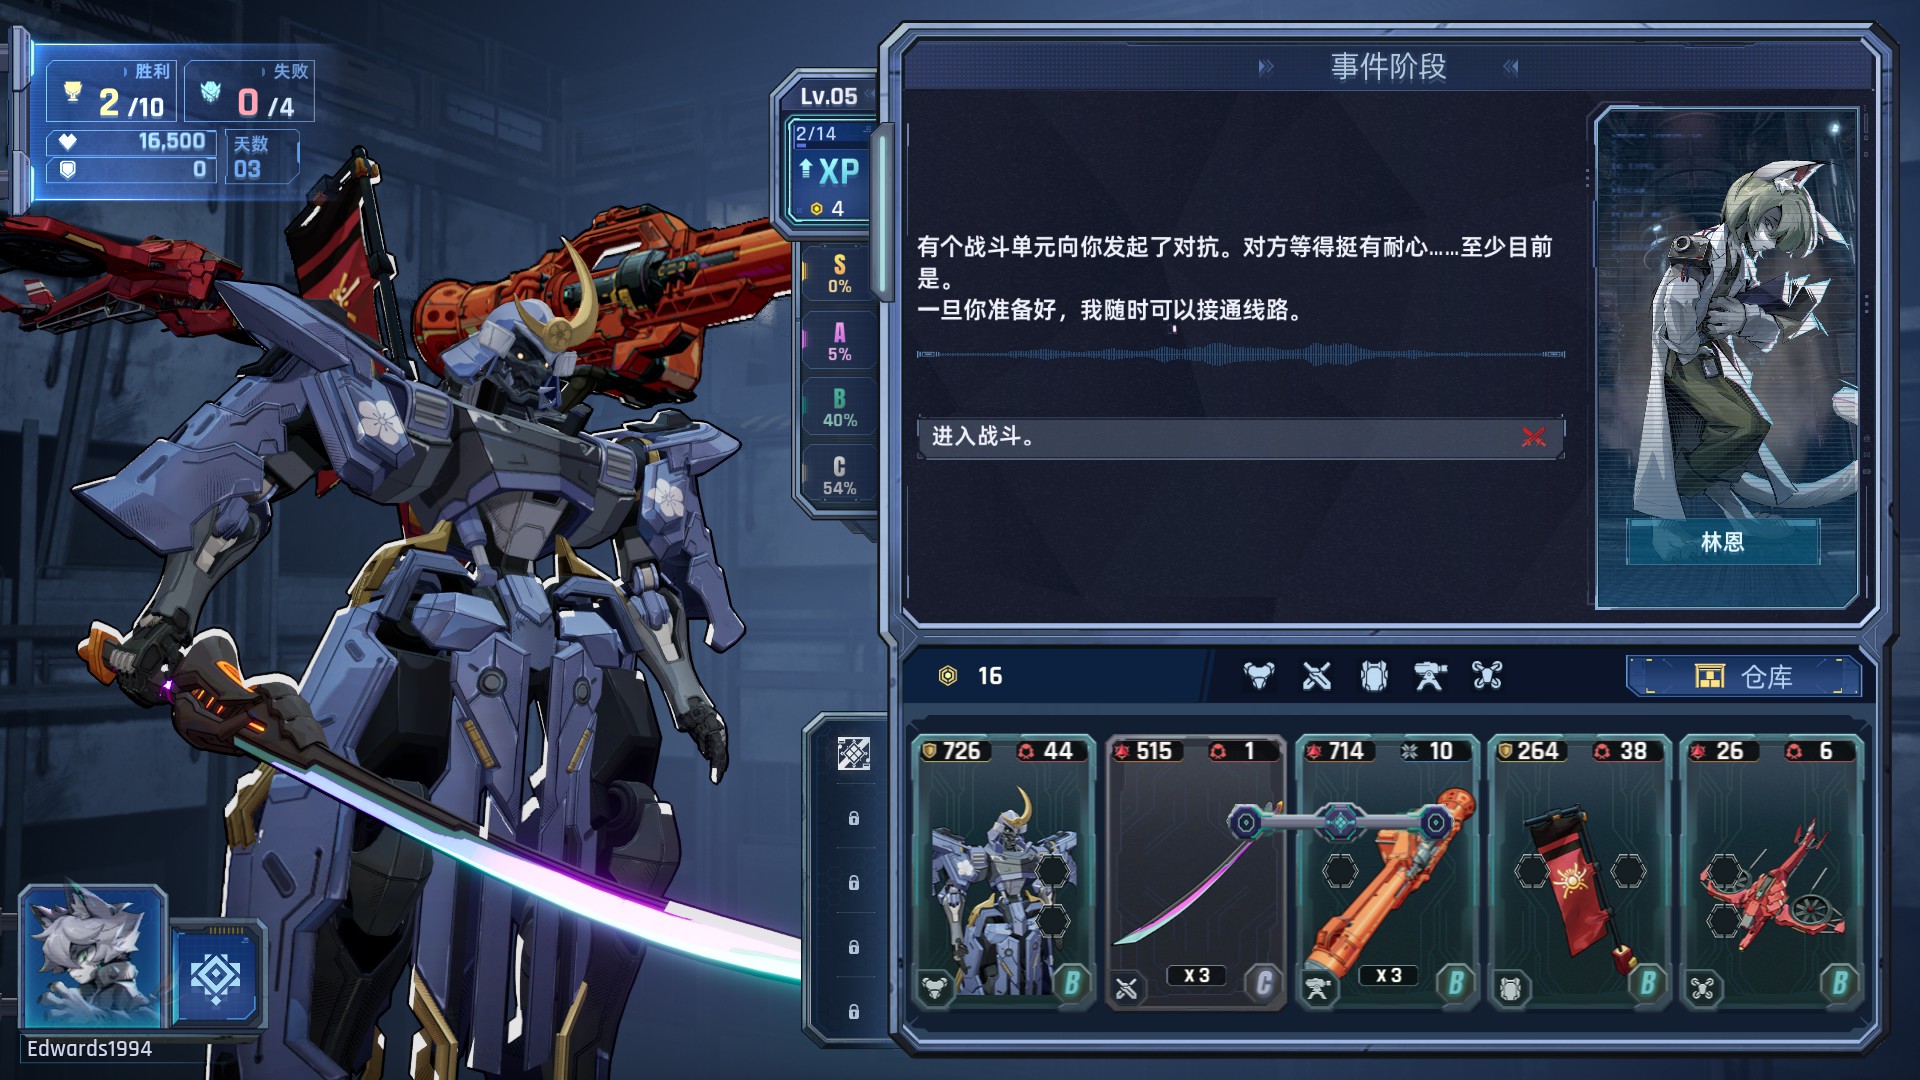 胜利
2/10
失败
0/4
16,500
0
天数
03
Lv.05
2/14
XP
4
S
0%
A
5%
B
40%
C
54%
事件阶段
有个战斗单元向你发起了对抗。对方等得挺有耐心……至少目前
是。
一旦你准备好，我随时可以接通线路。
进入战斗。
林恩
16
仓库
726 44
B
515 1
x3
C
714 10
x3
B
264 38
B
26 6
B
Edwards1994